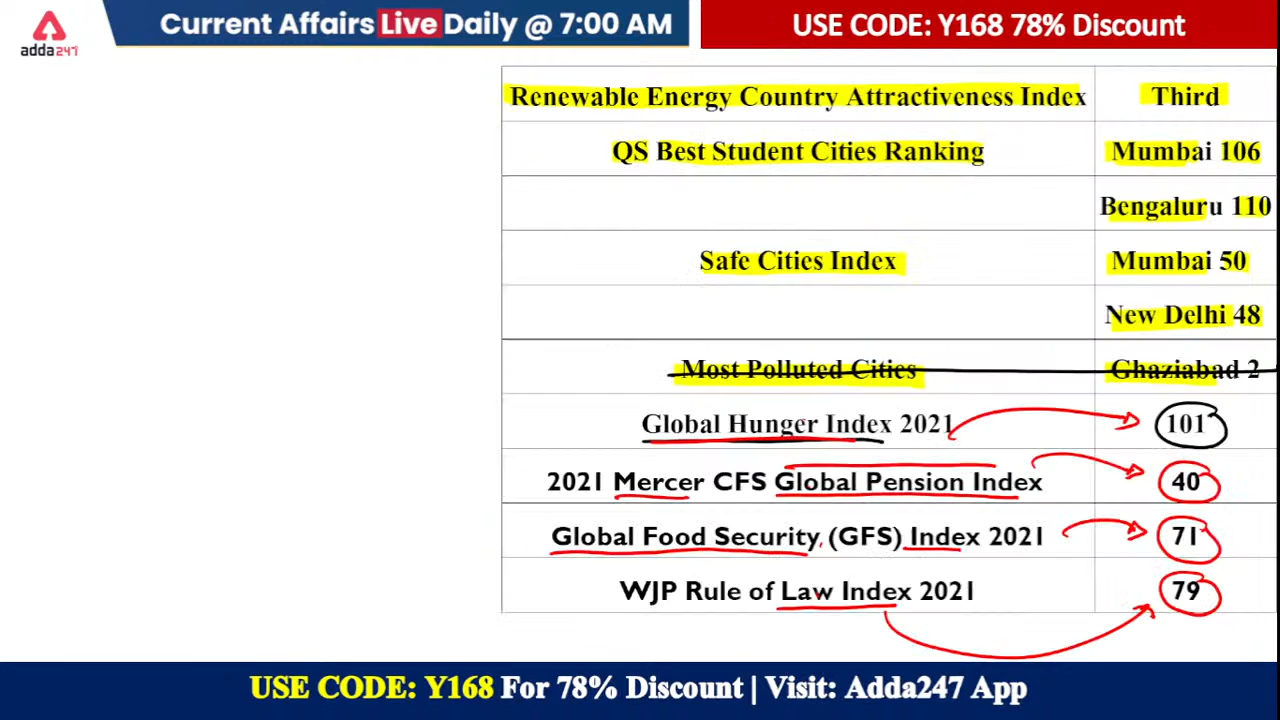 Current Affairs Live Daily @ 7:00 AM
USE CODE: Y168 78% Discount
adda247
Renewable Energy Country Attractiveness Index Third
QS Best Student Cities Ranking Mumbai 106
Bengaluru 110
Safe Cities Index Mumbai 50
New Delhi 48
Most Polluted Cities Ghaziabad 2
Global Hunger Index 2021 101
2021 Mercer CFS Global Pension Index 40
Global Food Security (GFS) Index 2021 71
WJP Rule of Law Index 2021 79
USE CODE: Y168 For 78% Discount | Visit: Adda247 App